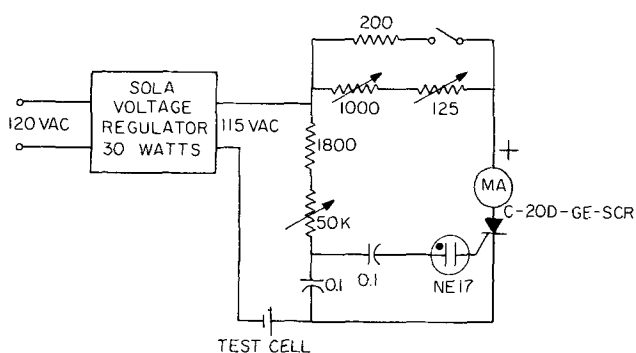 200
SOLA
VOLTAGE
REGULATOR
30 WATTS
120 VAC
115 VAC
1000
125
1800
+
MA
C-20D-GE-SCR
50K
0.1
0.1
NE17
TEST CELL